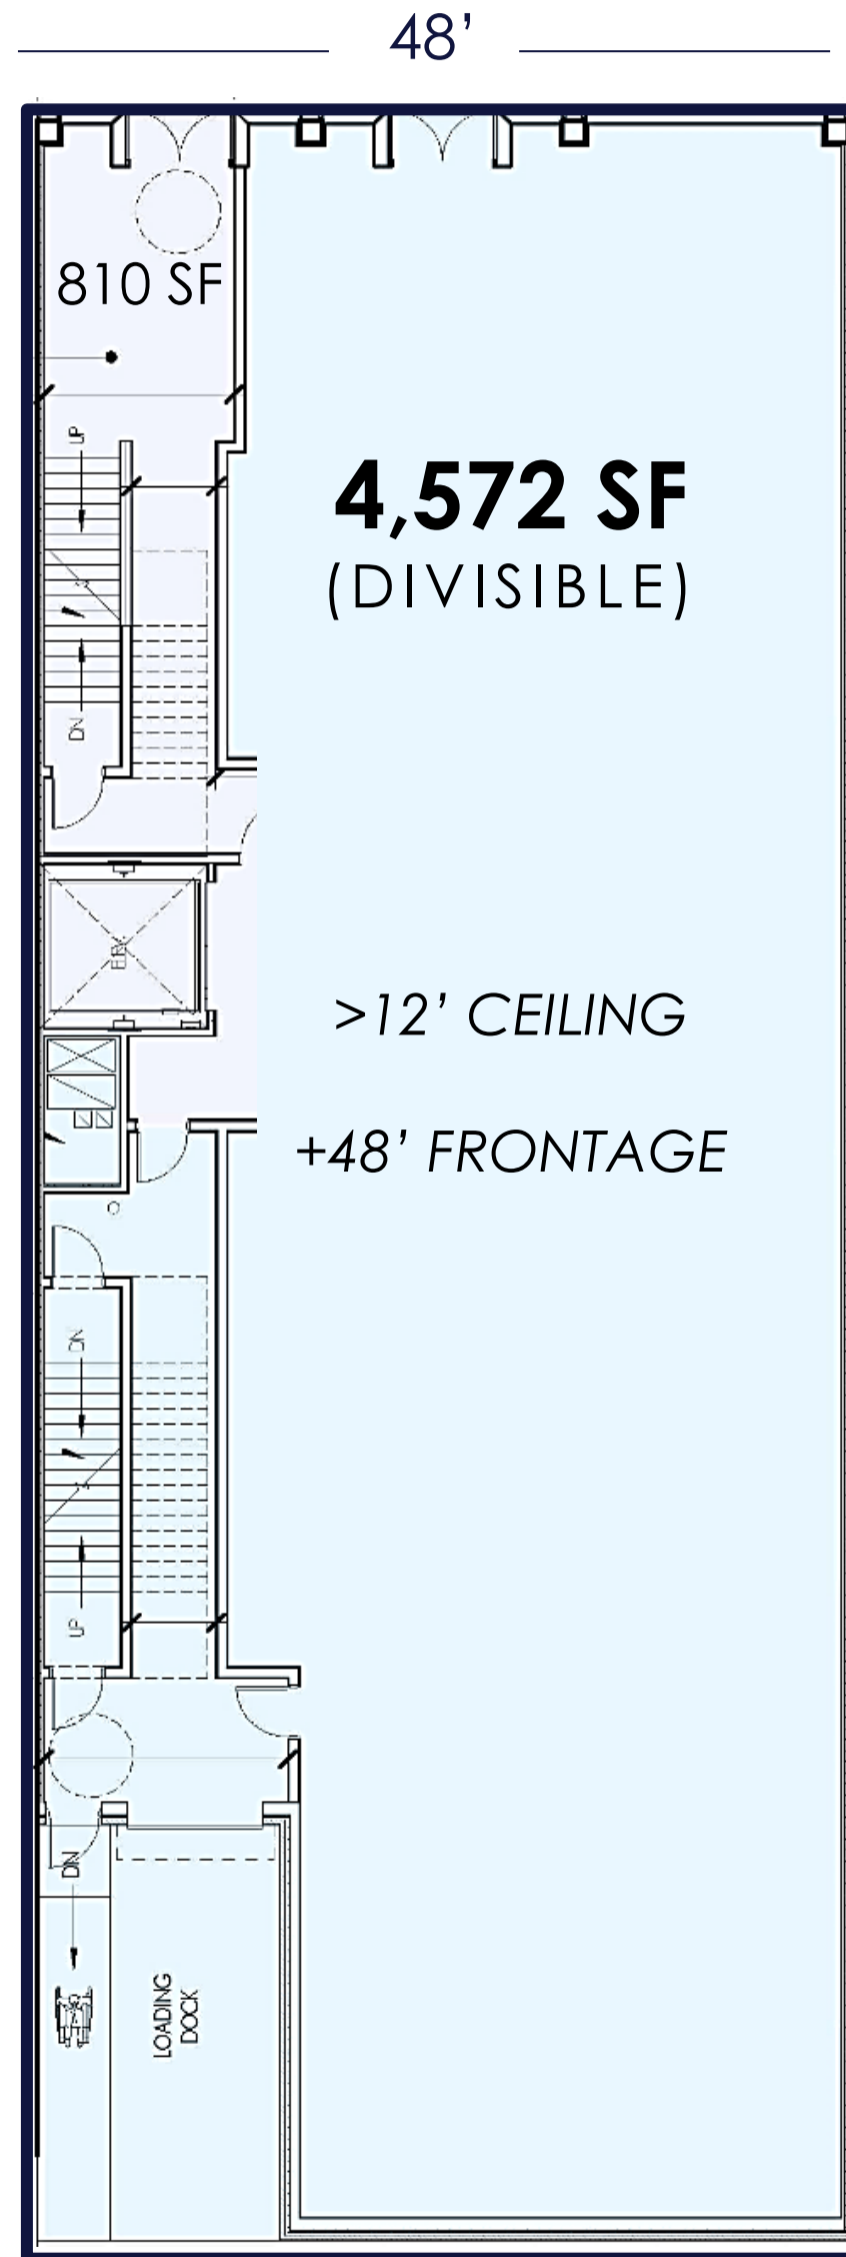 48’
810 SF
UP
4,572 SF
(DIVISIBLE)
DN
ELEV.
>12’ CEILING
+48’ FRONTAGE
DN
UP
DN
LOADING
DOCK